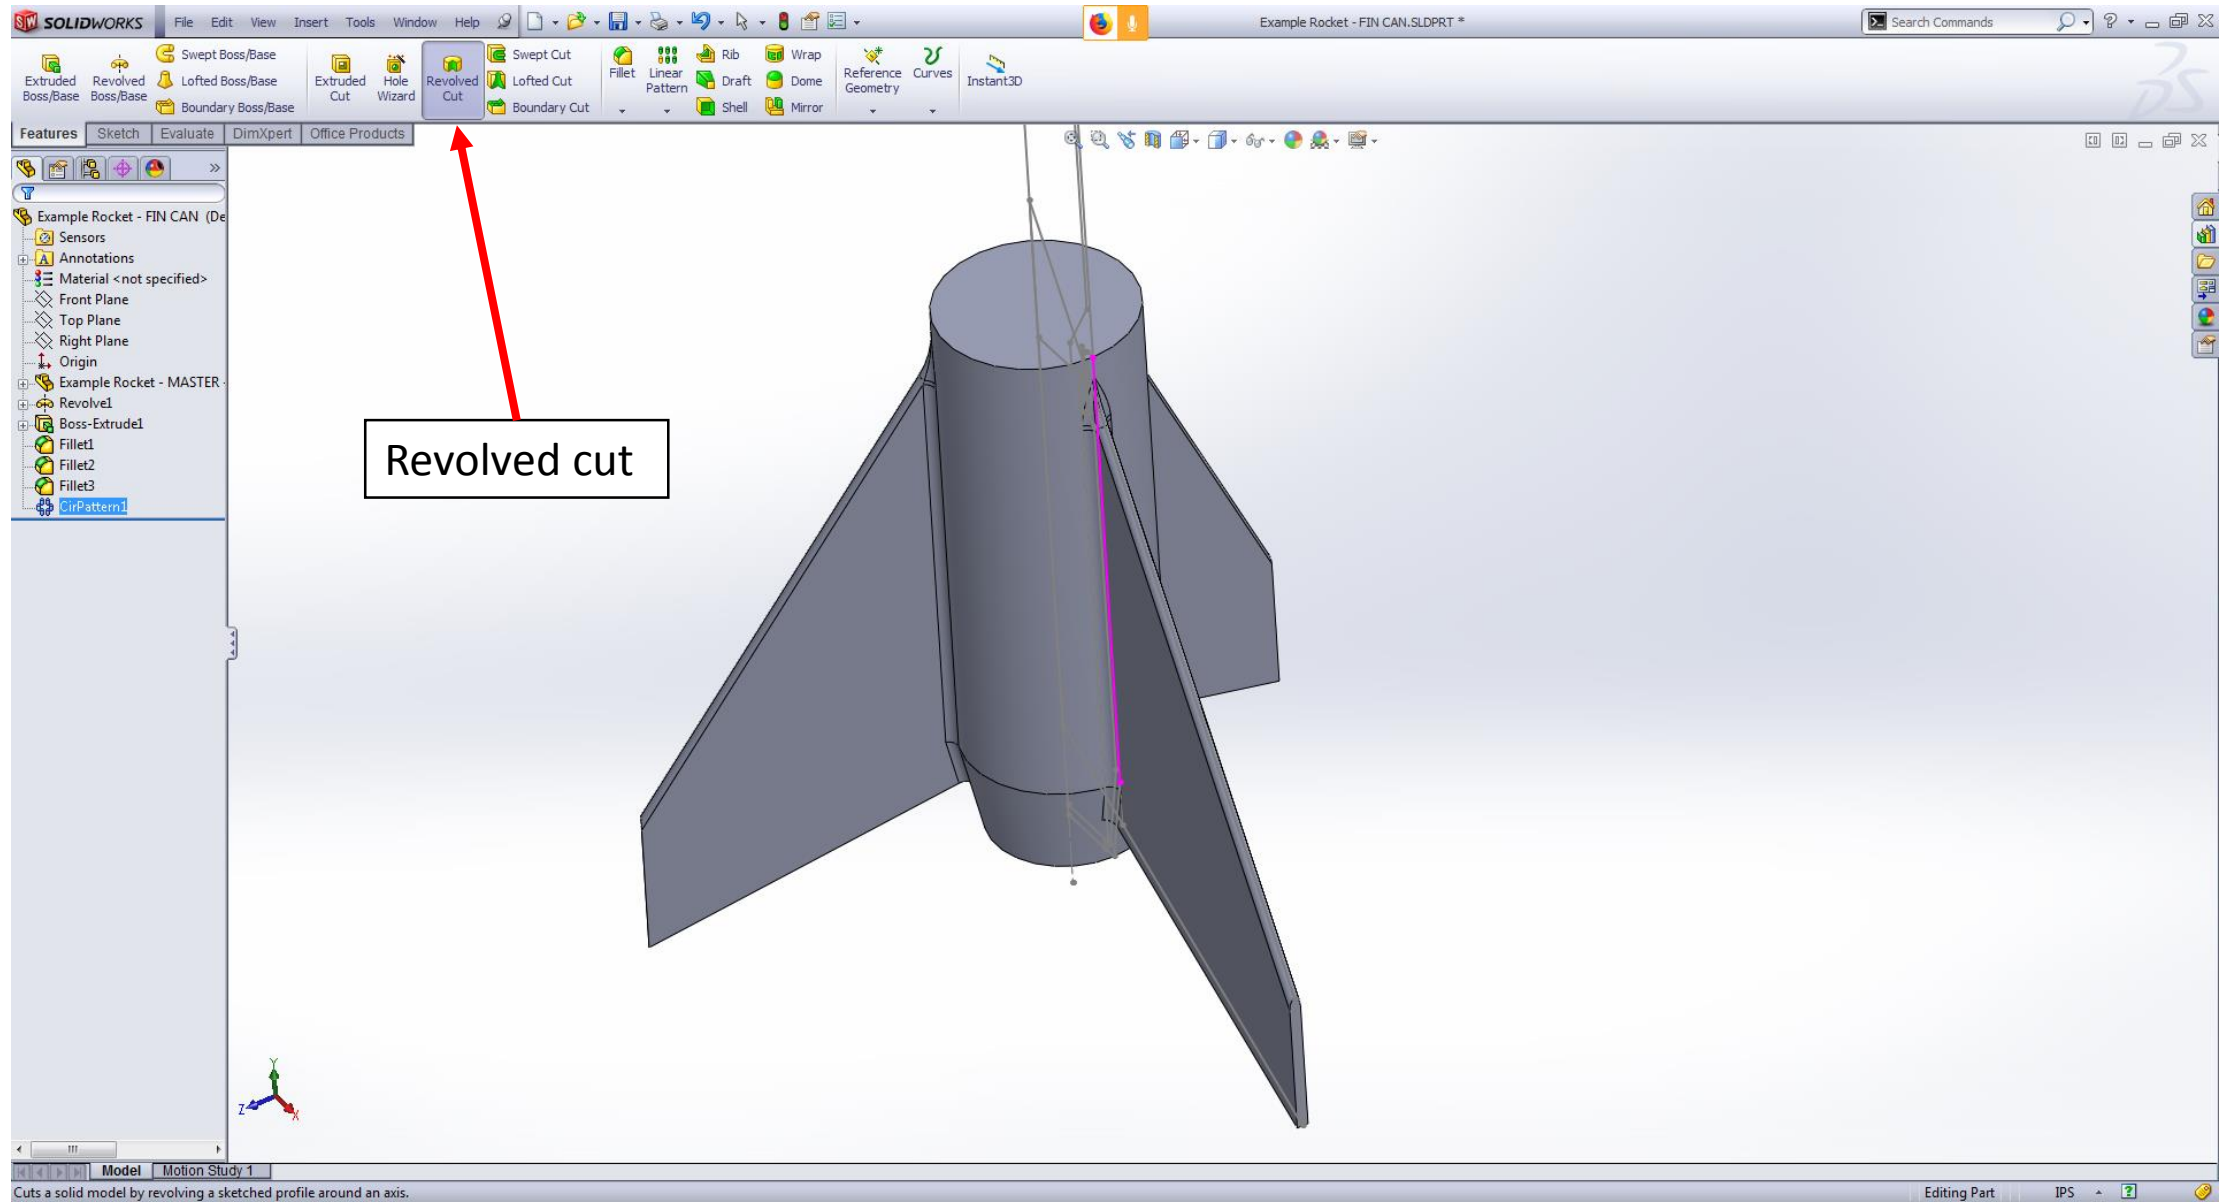 SW SOLIDWORKS File Edit View Insert Tools Window Help Example Rocket - FIN CAN.SLDPRT * Search Commands
Extruded Boss/Base
Revolved Boss/Base
Swept Boss/Base
Lofted Boss/Base
Boundary Boss/Base
Extruded Cut
Hole Wizard
Revolved Cut
Swept Cut
Lofted Cut
Boundary Cut
Fillet
Linear Pattern
Rib
Draft
Shell
Wrap
Dome
Mirror
Reference Geometry
Curves
Instant3D
Features Sketch Evaluate DimXpert Office Products
Example Rocket - FIN CAN (De
Sensors
Annotations
Material <not specified>
Front Plane
Top Plane
Right Plane
Origin
Example Rocket - MASTER -
Revolve1
Boss-Extrude1
Fillet1
Fillet2
Fillet3
CirPattern1
Revolved cut
Y
Z
X
Model Motion Study 1
Cuts a solid model by revolving a sketched profile around an axis. Editing Part IPS